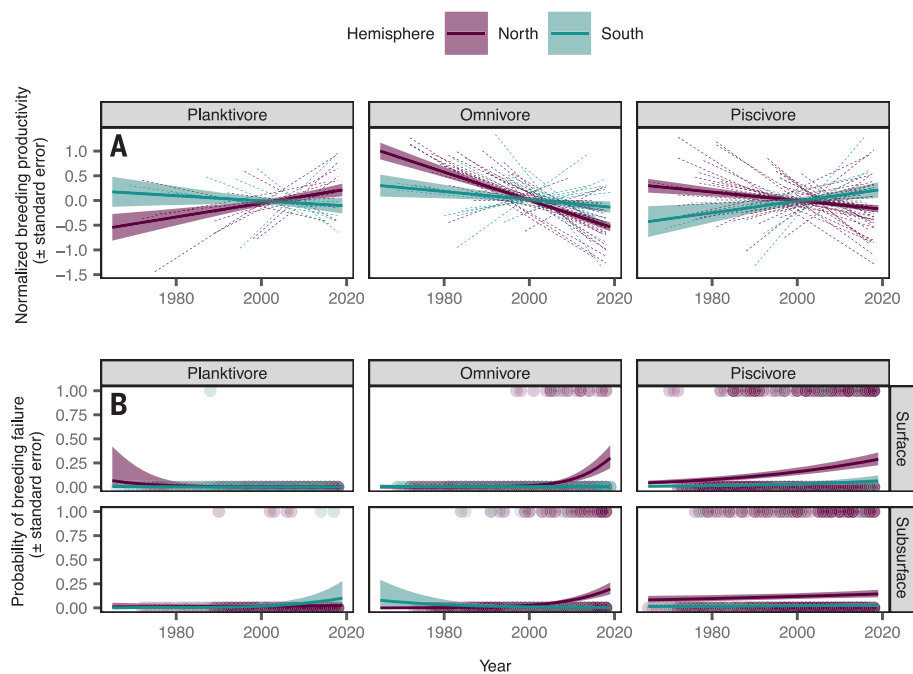 Hemisphere North South
Planktivore Omnivore Piscivore
A
Normalized breeding productivity
(± standard error)
1.0
0.5
0.0
−0.5
−1.0
−1.5
1980 2000 2020 1980 2000 2020 1980 2000 2020
Planktivore Omnivore Piscivore
B
Probability of breeding failure
(± standard error)
1.00
0.75
0.50
0.25
0.00
Surface
1.00
0.75
0.50
0.25
0.00
Subsurface
1980 2000 2020 1980 2000 2020 1980 2000 2020
Year